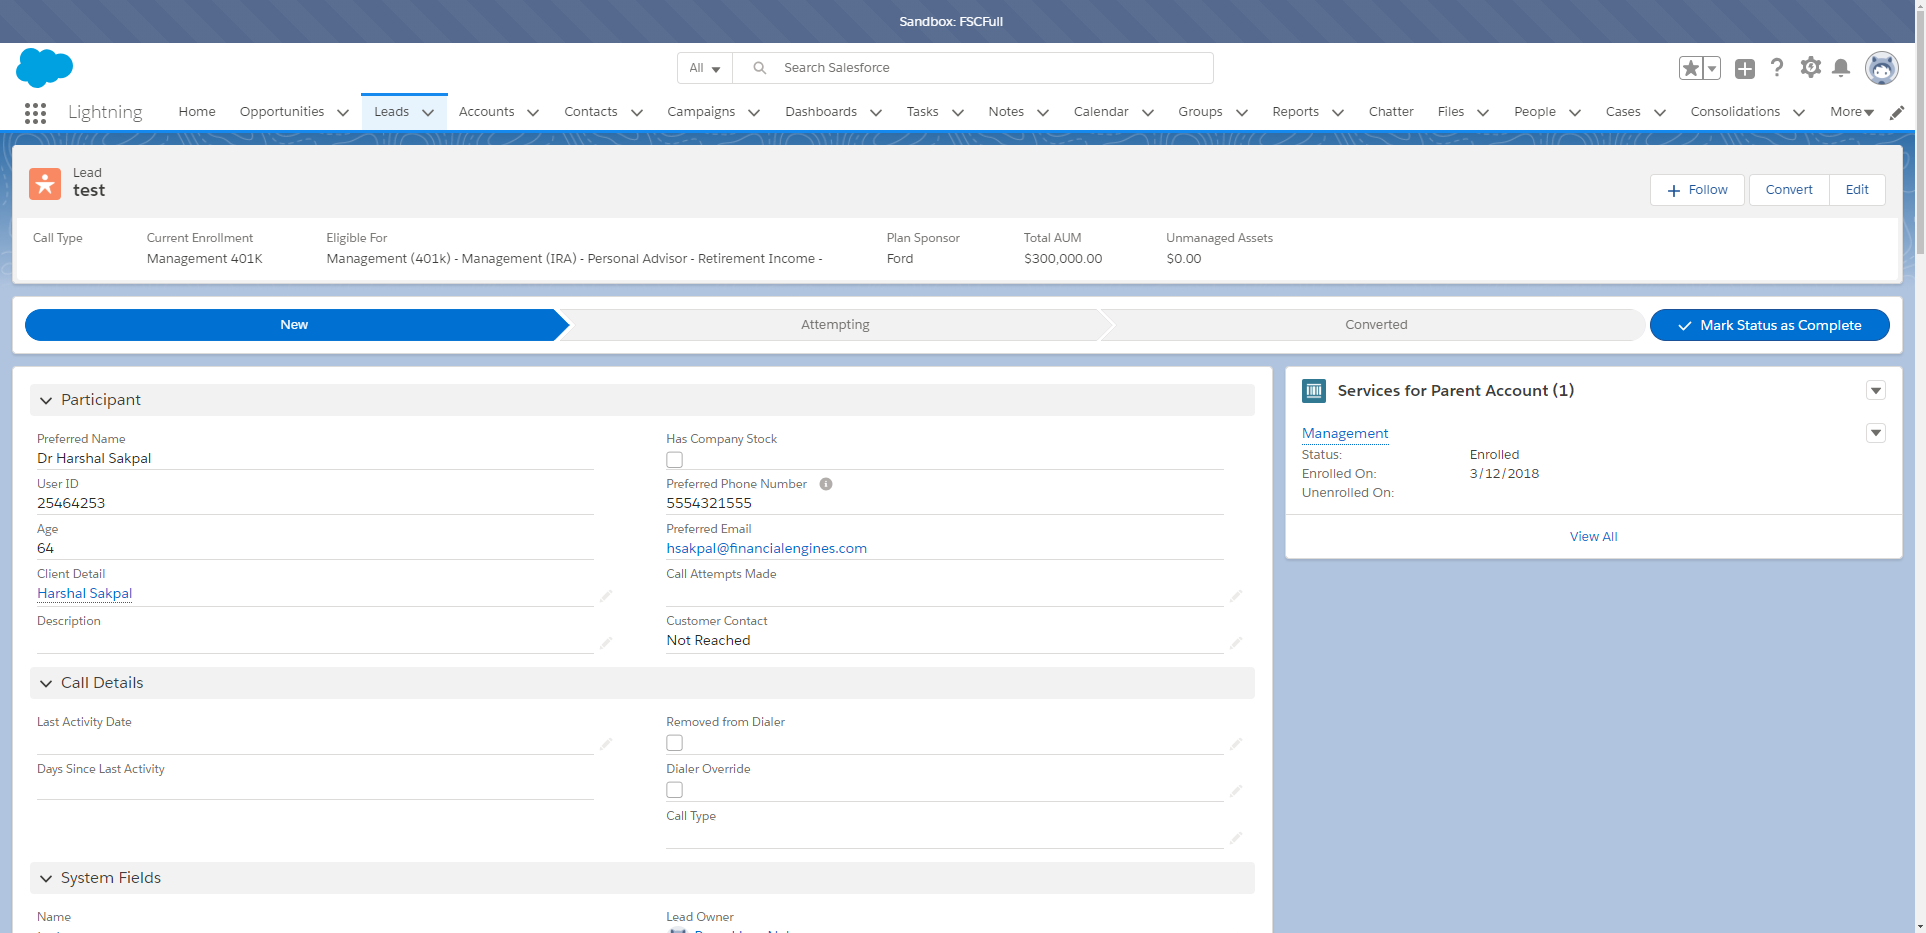 Sandbox: FSCFull
All
Search Salesforce
Lightning
Home
Opportunities
Leads
Accounts
Contacts
Campaigns
Dashboards
Tasks
Notes
Calendar
Groups
Reports
Chatter
Files
People
Cases
Consolidations
More
Lead
test
Follow
Convert
Edit
Call Type
Current Enrollment
Management 401K
Eligible For
Management (401k) - Management (IRA) - Personal Advisor - Retirement Income -
Plan Sponsor
Ford
Total AUM
$300,000.00
Unmanaged Assets
$0.00
New
Attempting
Converted
Mark Status as Complete
Participant
Preferred Name
Dr Harshal Sakpal
Has Company Stock
User ID
25464253
Preferred Phone Number
5554321555
Age
64
Preferred Email
hsakpal@financialengines.com
Client Detail
Harshal Sakpal
Call Attempts Made
Description
Customer Contact
Not Reached
Call Details
Last Activity Date
Removed from Dialer
Days Since Last Activity
Dialer Override
Call Type
System Fields
Name
Lead Owner
Services for Parent Account (1)
Management
Status: Enrolled
Enrolled On: 3/12/2018
Unenrolled On:
View All